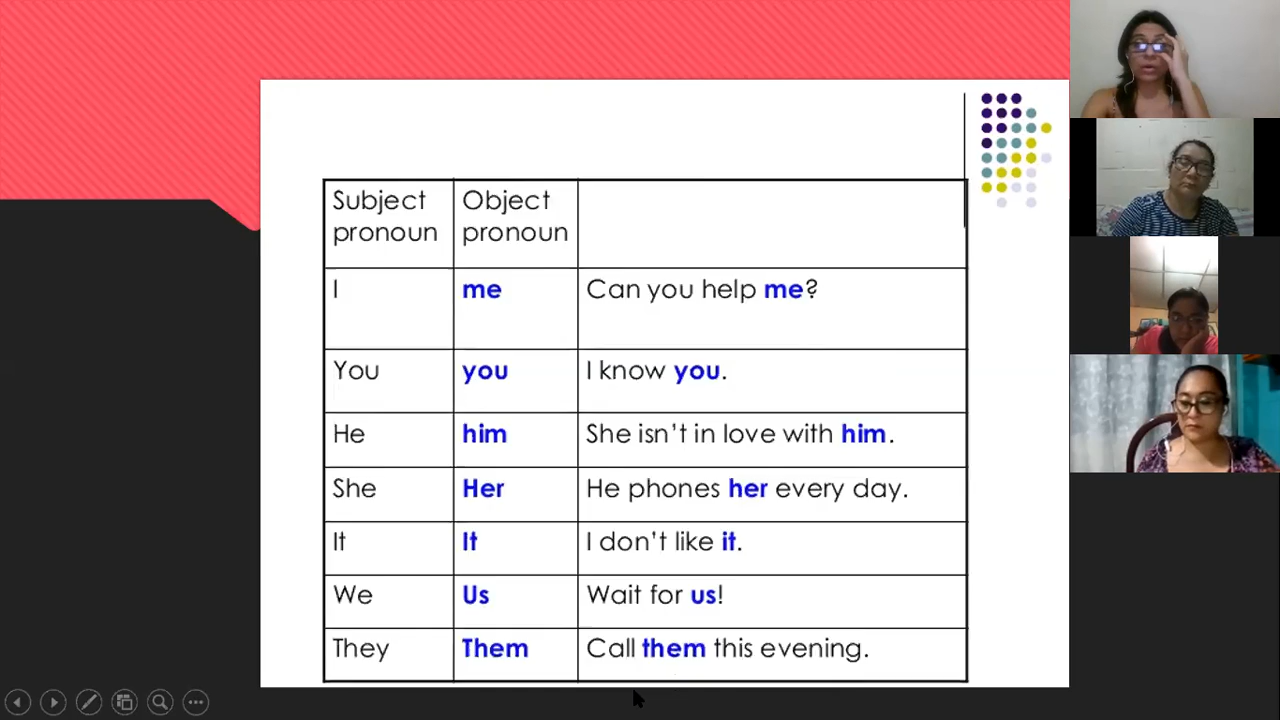 Subject pronoun
Object pronoun
I
me
Can you help me?
You
you
I know you.
He
him
She isn't in love with him.
She
Her
He phones her every day.
It
It
I don't like it.
We
Us
Wait for us!
They
Them
Call them this evening.